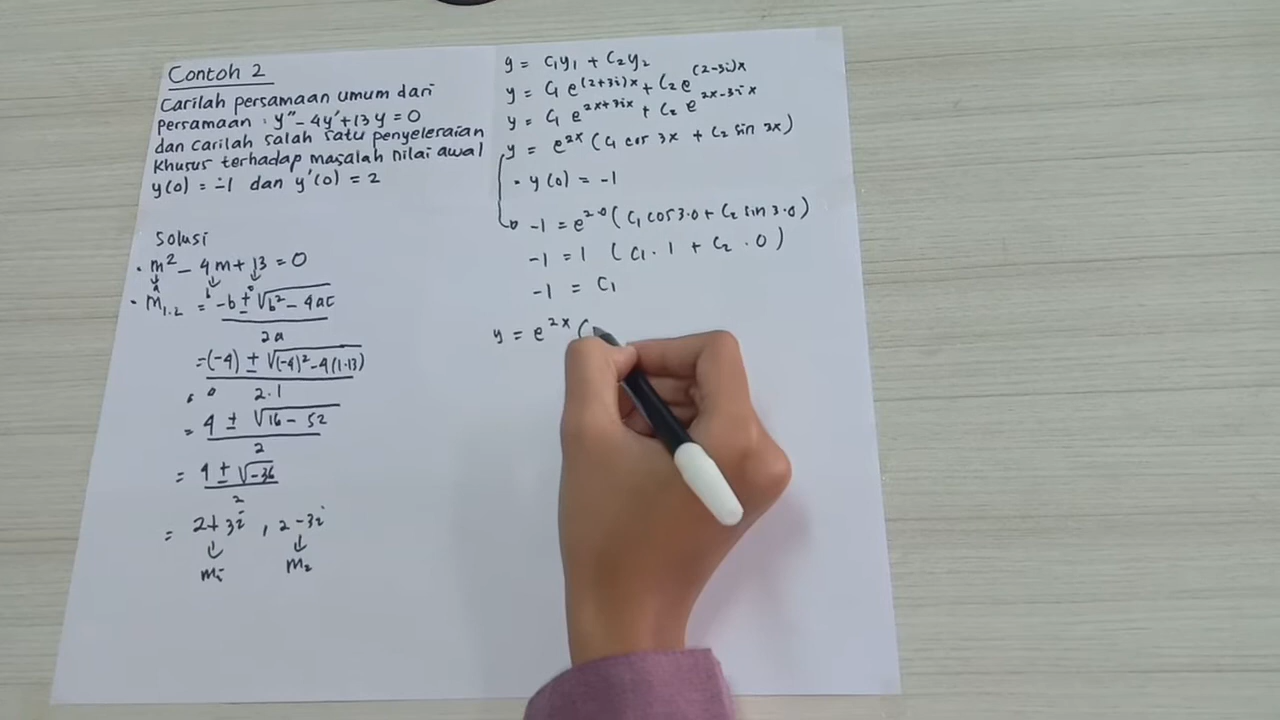 Contoh 2
Carilah persamaan umum dari
persamaan : y" - 4y' + 13y = 0
dan carilah salah satu penyeleraian
khusus terhadap masalah nilai awal
y(0) = -1 dan y'(0) = 2
Solusi
• m² - 4m + 13 = 0
a b c
• m₁.₂ = -b ± √b² - 4ac / 2a
= (-4) ± √(-4)² - 4(1·13) / 2.1
= 4 ± √16 - 52 / 2
= 4 ± √-36 / 2
= 2 + 3i , 2 - 3i
↓ ↓
m₁ m₂
y = C₁y₁ + C₂y₂
y = C₁ e^(2+3i)x + C₂ e^(2-3i)x
y = C₁ e^2x+3ix + C₂ e^2x-3ix
y = e^2x (C₁ cos 3x + C₂ sin 3x)
• y(0) = -1
-1 = e^2·0 (C₁ cos 3·0 + C₂ sin 3·0)
-1 = 1 (C₁ · 1 + C₂ · 0)
-1 = C₁
y = e^2x (